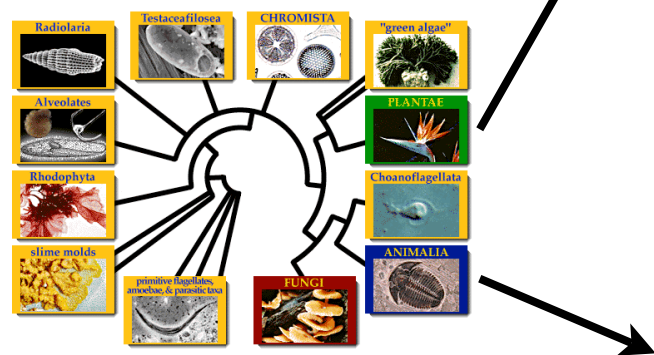 Radiolaria
Testaceafilosea
CHROMISTA
"green algae"
Alveolates
PLANTAE
Rhodophyta
Choanoflagellata
slime molds
primitive flagellates,
amoebae, & parasitic taxa
FUNGI
ANIMALIA